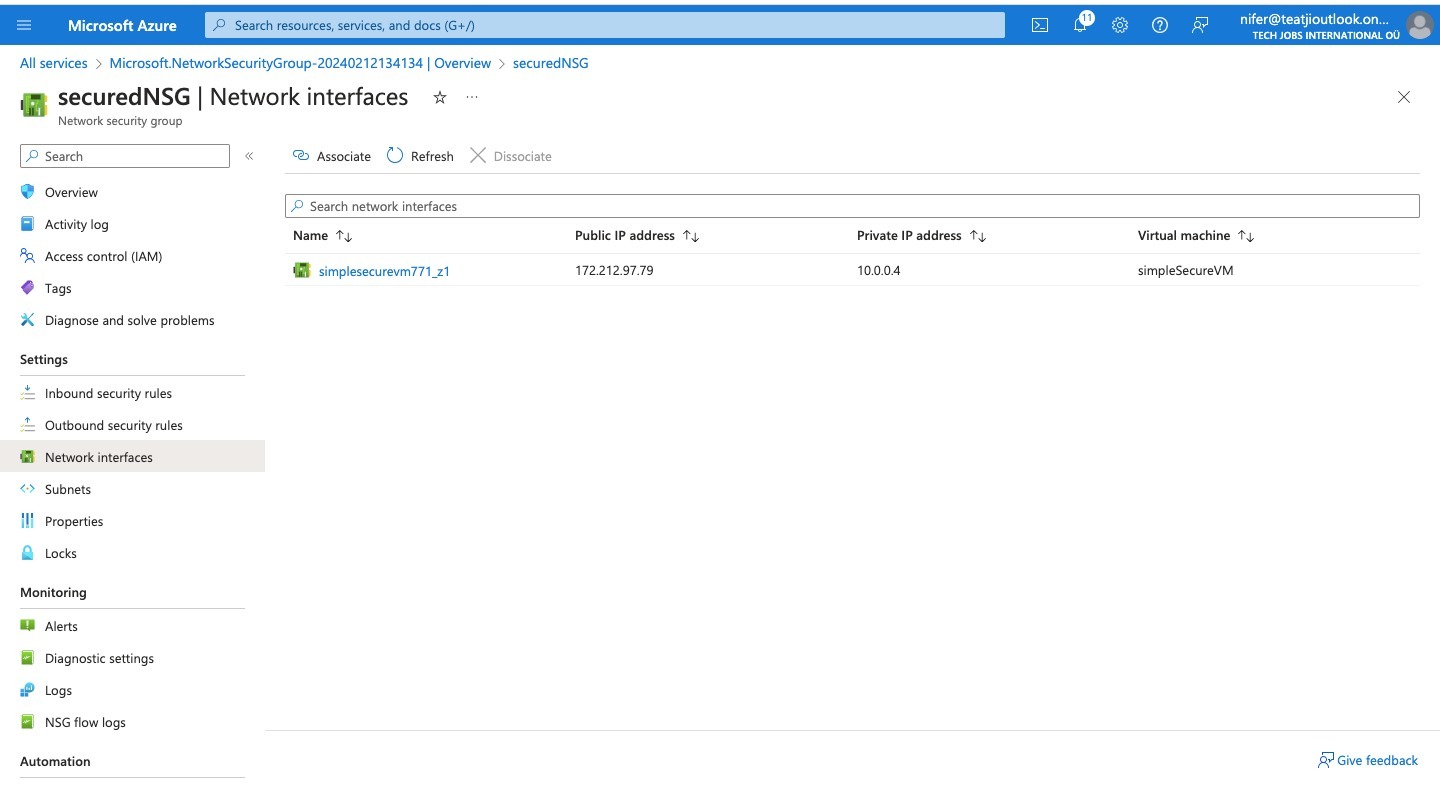 Microsoft Azure
Search resources, services, and docs (G+/)
11
nifer@teatjioutlook.on...
TECH JOBS INTERNATIONAL OÜ
All services > Microsoft.NetworkSecurityGroup-20240212134134 | Overview > securedNSG
securedNSG | Network interfaces
Network security group
Search
Overview
Activity log
Access control (IAM)
Tags
Diagnose and solve problems
Settings
Inbound security rules
Outbound security rules
Network interfaces
Subnets
Properties
Locks
Monitoring
Alerts
Diagnostic settings
Logs
NSG flow logs
Automation
Associate Refresh Dissociate
Search network interfaces
Name Public IP address Private IP address Virtual machine
simplesecurevm771_z1 172.212.97.79 10.0.0.4 simpleSecureVM
Give feedback